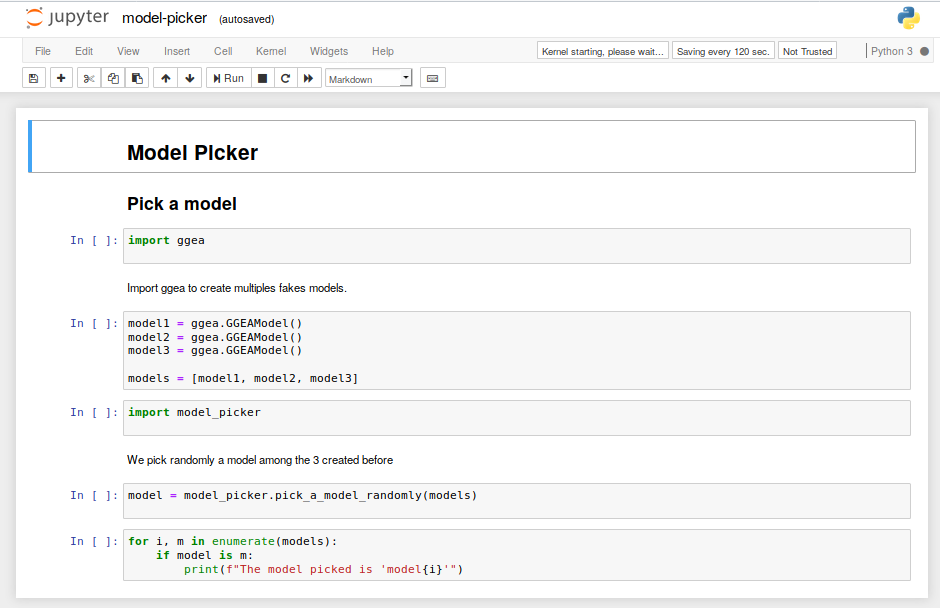 jupyter model-picker (autosaved)
File Edit View Insert Cell Kernel Widgets Help Kernel starting, please wait... Saving every 120 sec. Not Trusted Python 3
Run Markdown
Model PIcker
Pick a model
In [ ]: import ggea
Import ggea to create multiples fakes models.
In [ ]: model1 = ggea.GGEAModel()
model2 = ggea.GGEAModel()
model3 = ggea.GGEAModel()
models = [model1, model2, model3]
In [ ]: import model_picker
We pick randomly a model among the 3 created before
In [ ]: model = model_picker.pick_a_model_randomly(models)
In [ ]: for i, m in enumerate(models):
if model is m:
print(f"The model picked is 'model{i}'")